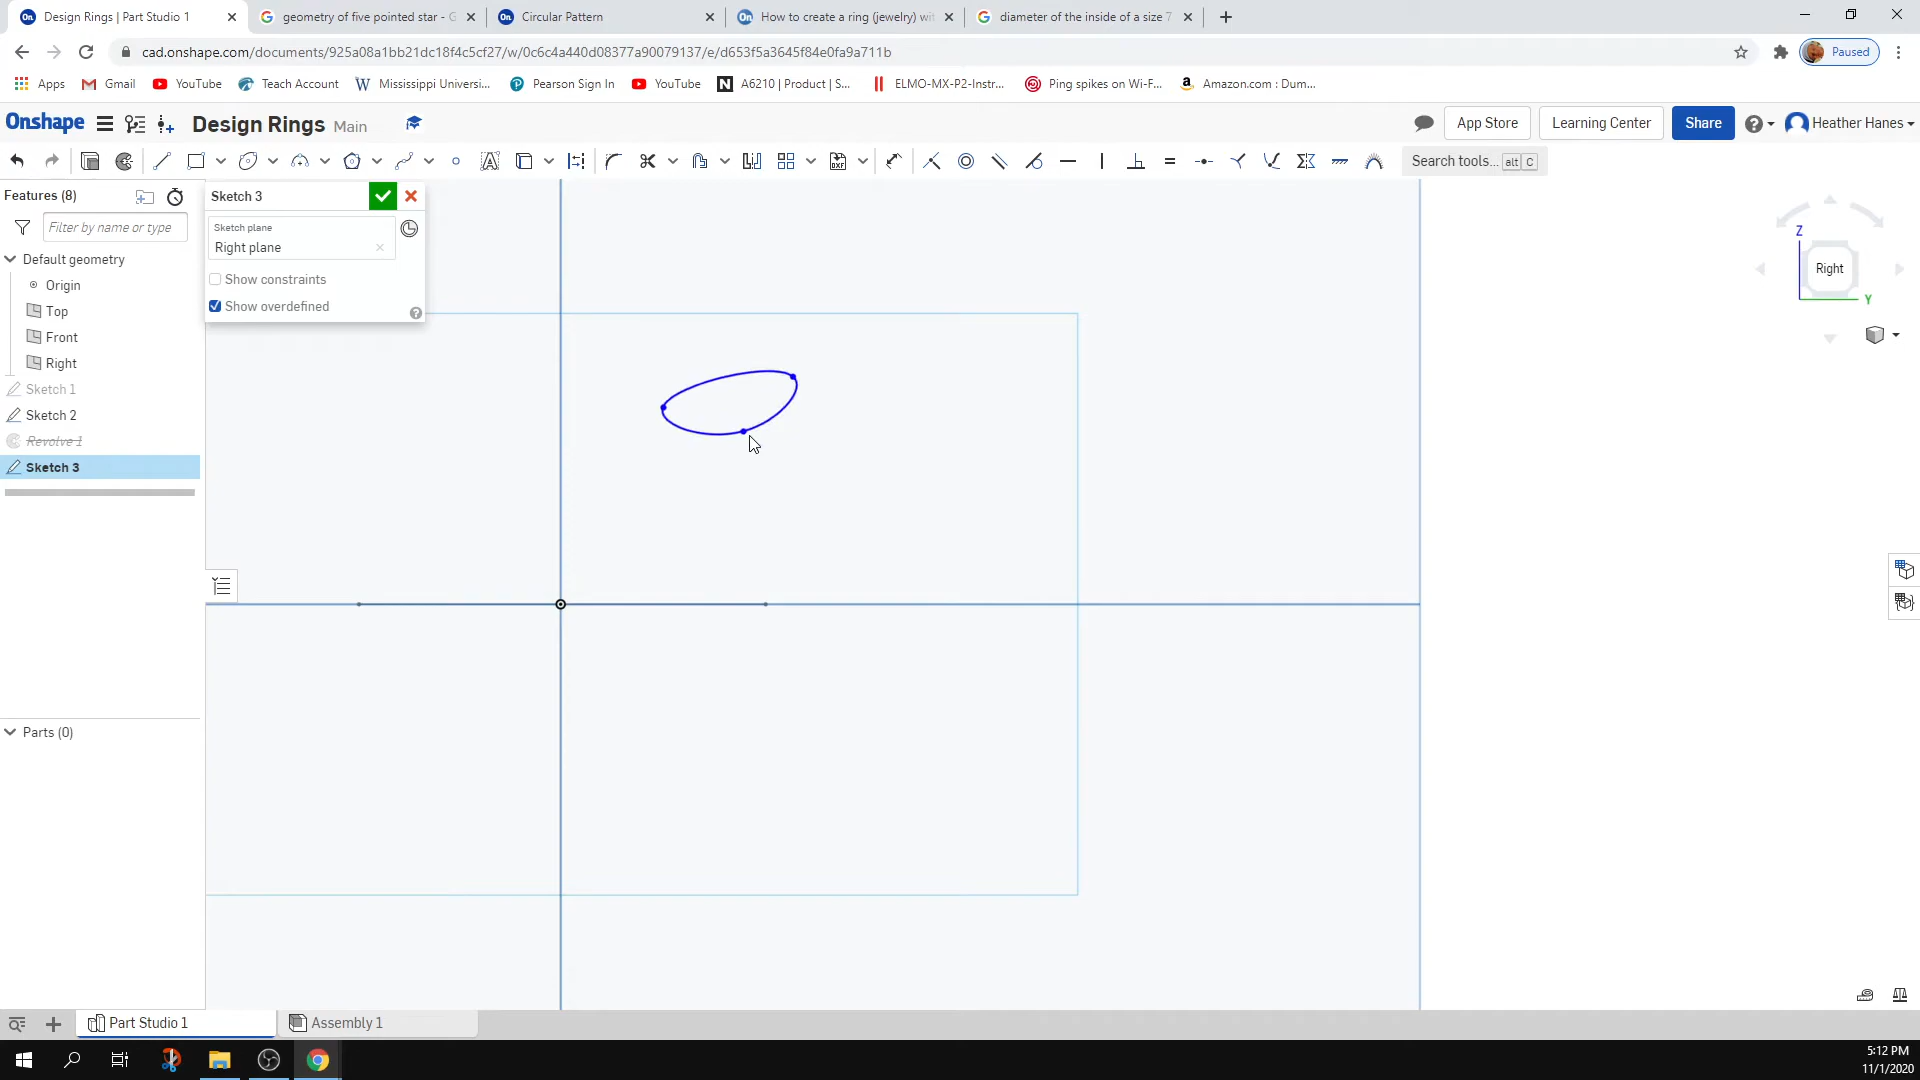 Design Rings | Part Studio 1
geometry of five pointed star - G
Circular Pattern
How to create a ring (jewelry) wit
diameter of the inside of a size 7
cad.onshape.com/documents/925a08a1bb21dc18f4c5cf27/w/0c6c4a440d08377a90079137/e/d653f5a3645f84e0fa9a711b
Paused
Apps
Gmail
YouTube
Teach Account
Mississippi Universi...
Pearson Sign In
YouTube
A6210 | Product | S...
ELMO-MX-P2-Instr...
Ping spikes on Wi-F...
Amazon.com : Dum...
Onshape
Design Rings Main
App Store
Learning Center
Share
Heather Hanes
Search tools... alt C
Features (8)
Filter by name or type
Default geometry
Origin
Top
Front
Right
Sketch 1
Sketch 2
Revolve 1
Sketch 3
Sketch 3
Sketch plane
Right plane
Show constraints
Show overdefined
Z
Right
Y
Parts (0)
Part Studio 1
Assembly 1
5:12 PM
11/1/2020